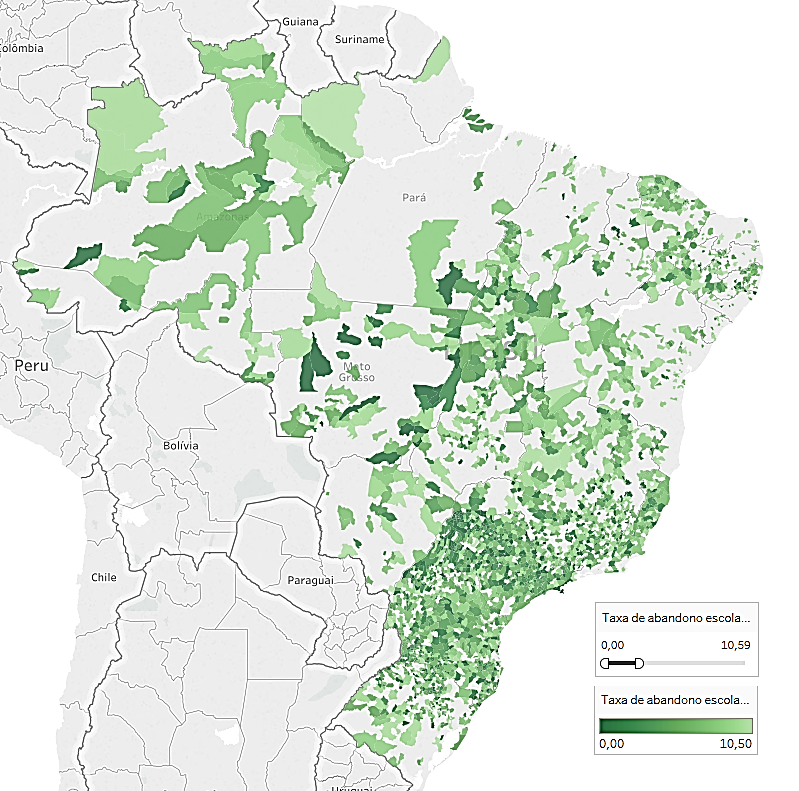 Guiana
Suriname
Colômbia
Pará
Amazonas
Peru
Mato
Grosso
Bolívia
Chile
Paraguai
Taxa de abandono escola...
0,00 10,59
Taxa de abandono escola...
0,00 10,50
Uruguai